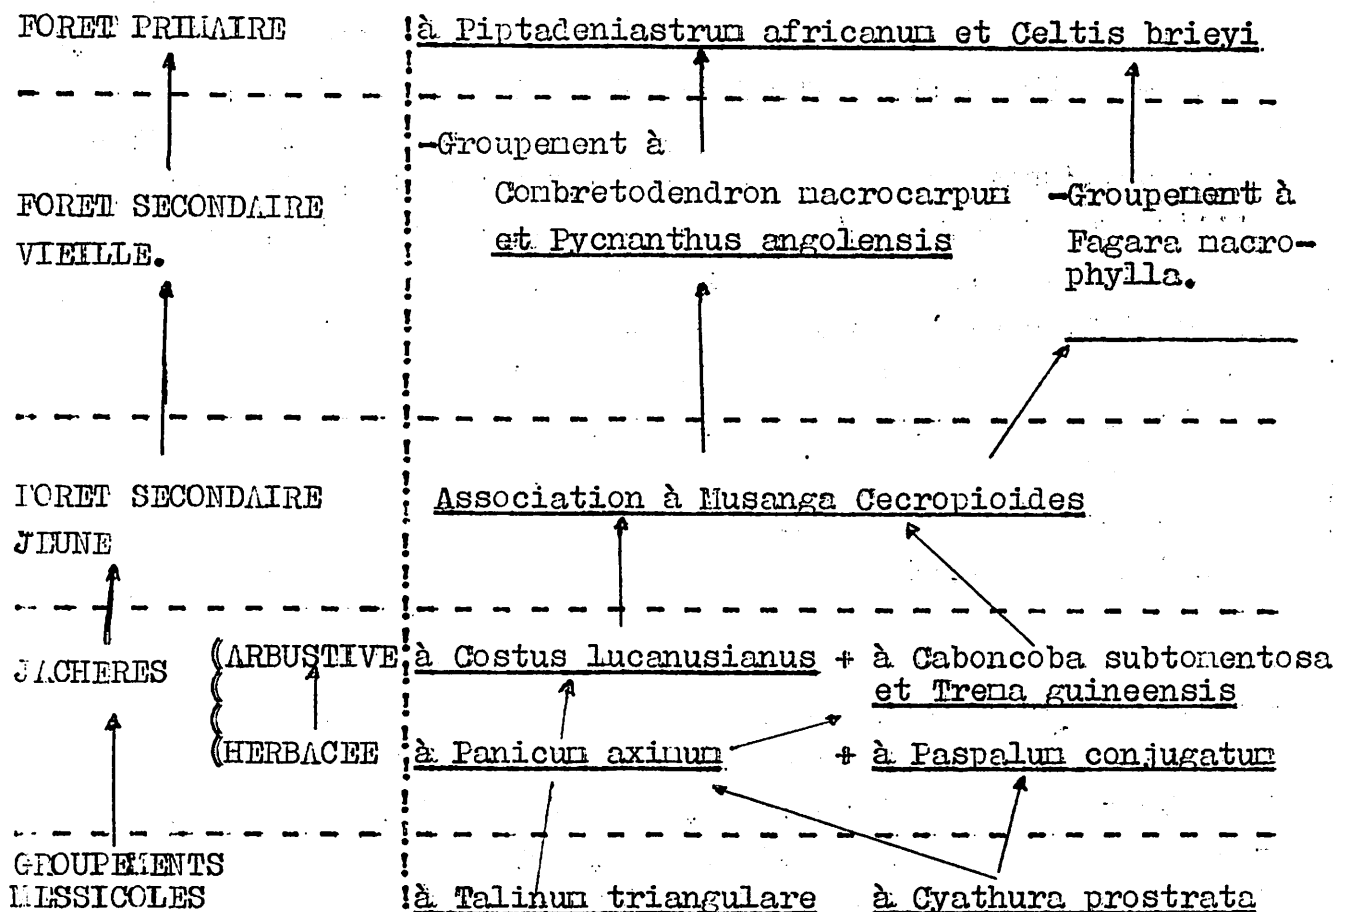 FORET PRIMAIRE
à Piptadeniastrum africanum et Celtis brieyi
-Groupement à
Combretodendron macrocarpum
et Pycnanthus angolensis
-Groupement à
Fagara macro-
phylla.
FORET SECONDAIRE
VIEILLE.
FORET SECONDAIRE
JEUNE
Association à Musanga Cecropioides
JACHERES
(ARBUSTIVE
à Costus lucanusianus + à Caboncoba subtomentosa
et Trema guineensis
(HERBACEE
à Panicum axinum + à Paspalum conjugatum
GROUPEMENTS
MESSICOLES
à Talinum triangulare à Cyathura prostrata